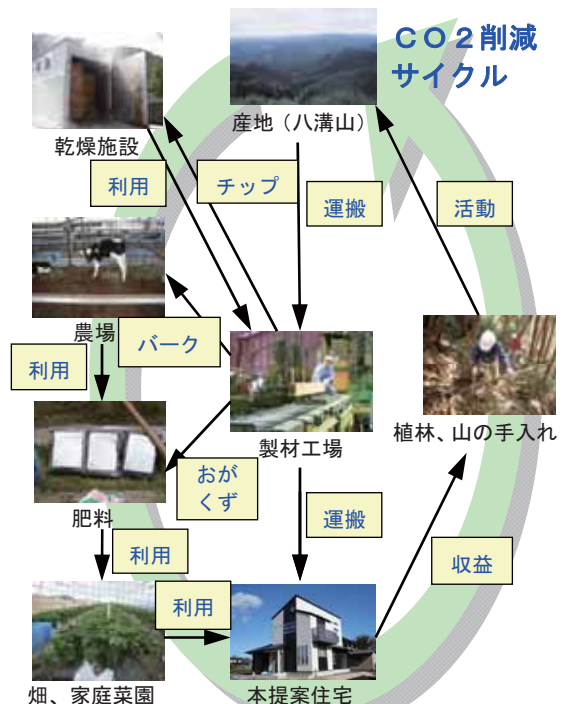 CO2削減
サイクル
産地（八溝山）
乾燥施設
利用
チップ
運搬
活動
農場
バーク
利用
製材工場
植林、山の手入れ
おが
くず
肥料
運搬
利用
収益
利用
畑、家庭菜園
本提案住宅